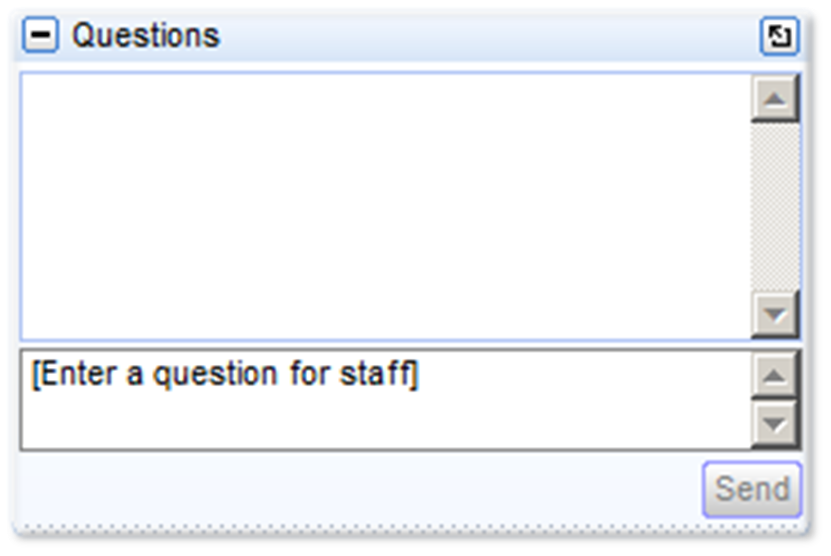 Questions
[Enter a question for staff]
Send